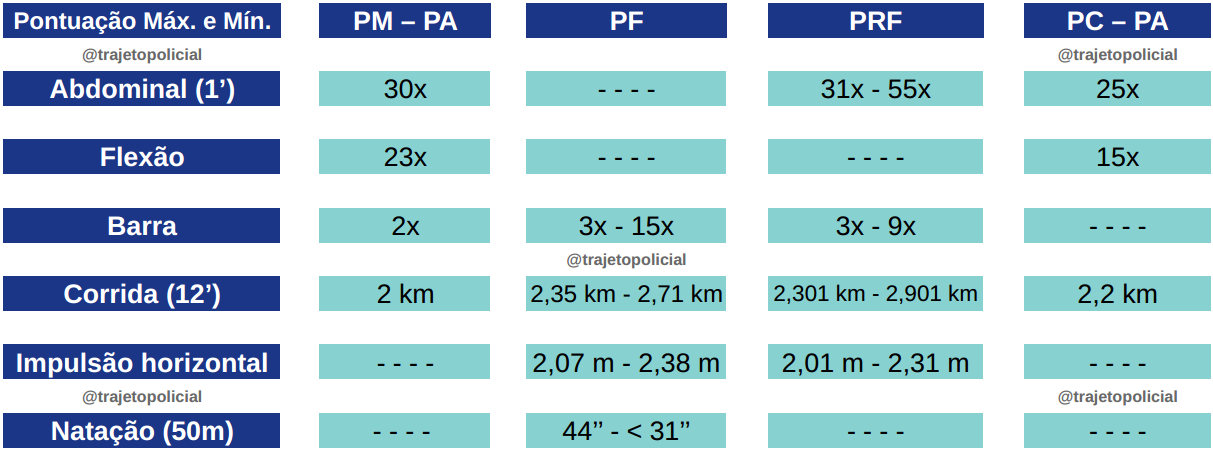 Pontuação Máx. e Mín. PM – PA PF PRF PC – PA
@trajetopolicial @trajetopolicial
Abdominal (1’) 30x - - - - 31x - 55x 25x
Flexão 23x - - - - - - - - 15x
Barra 2x 3x - 15x 3x - 9x - - - -
@trajetopolicial
Corrida (12’) 2 km 2,35 km - 2,71 km 2,301 km - 2,901 km 2,2 km
Impulsão horizontal - - - - 2,07 m - 2,38 m 2,01 m - 2,31 m - - - -
@trajetopolicial @trajetopolicial
Natação (50m) - - - - 44’’ - < 31’’ - - - - - - - -